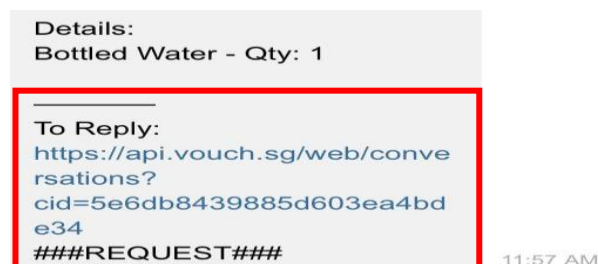 Details:
Bottled Water - Qty: 1
To Reply:
https://api.vouch.sg/web/conve
rsations?
cid=5e6db8439885d603ea4bd
e34
###REQUEST###
11:57 AM